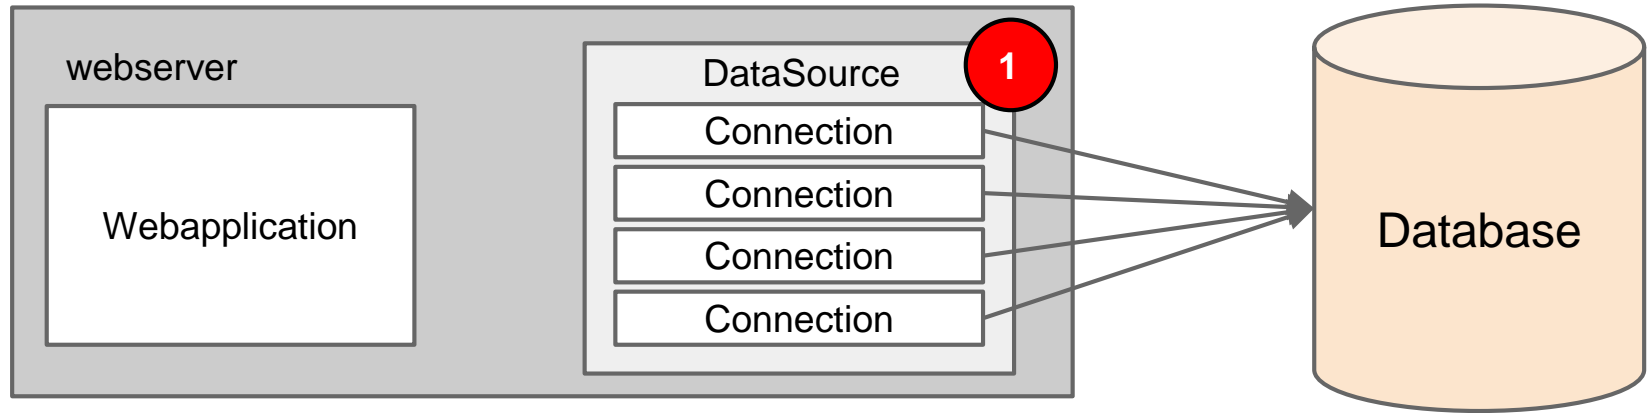 webserver
Webapplication
DataSource
1
Connection
Connection
Connection
Connection
Database